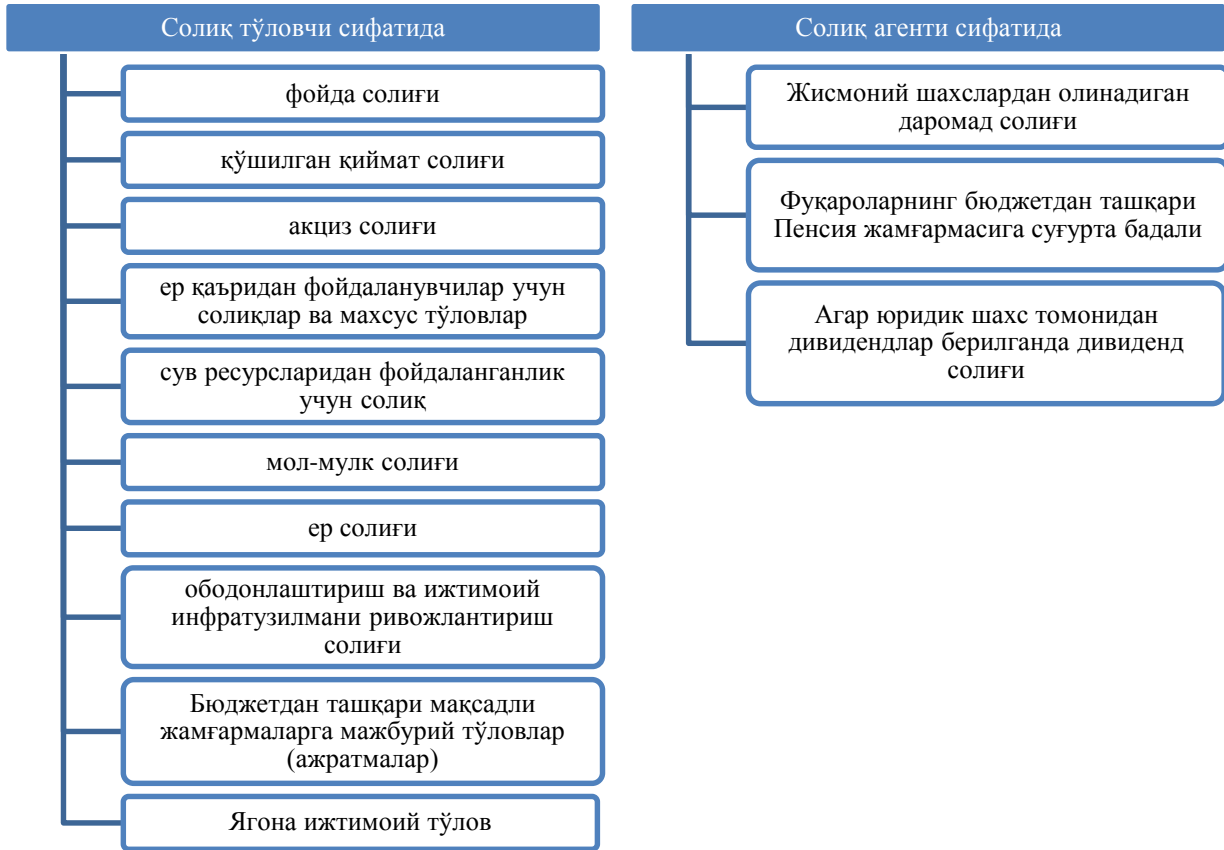 Солиқ тўловчи сифатида
фойда солиғи
қўшилган қиймат солиғи
акциз солиғи
ер қаъридан фойдаланувчилар учун
солиқлар ва махсус тўловлар
сув ресурсларидан фойдаланганлик
учун солиқ
мол-мулк солиғи
ер солиғи
ободонлаштириш ва ижтимоий
инфратузилмани ривожлантириш
солиғи
Бюджетдан ташқари мақсадли
жамғармаларга мажбурий тўловлар
(ажратмалар)
Ягона ижтимоий тўлов
Солиқ агенти сифатида
Жисмоний шахслардан олинадиган
даромад солиғи
Фуқароларнинг бюджетдан ташқари
Пенсия жамғармасига суғурта бадали
Агар юридик шахс томонидан
дивидендлар берилганда дивиденд
солиғи